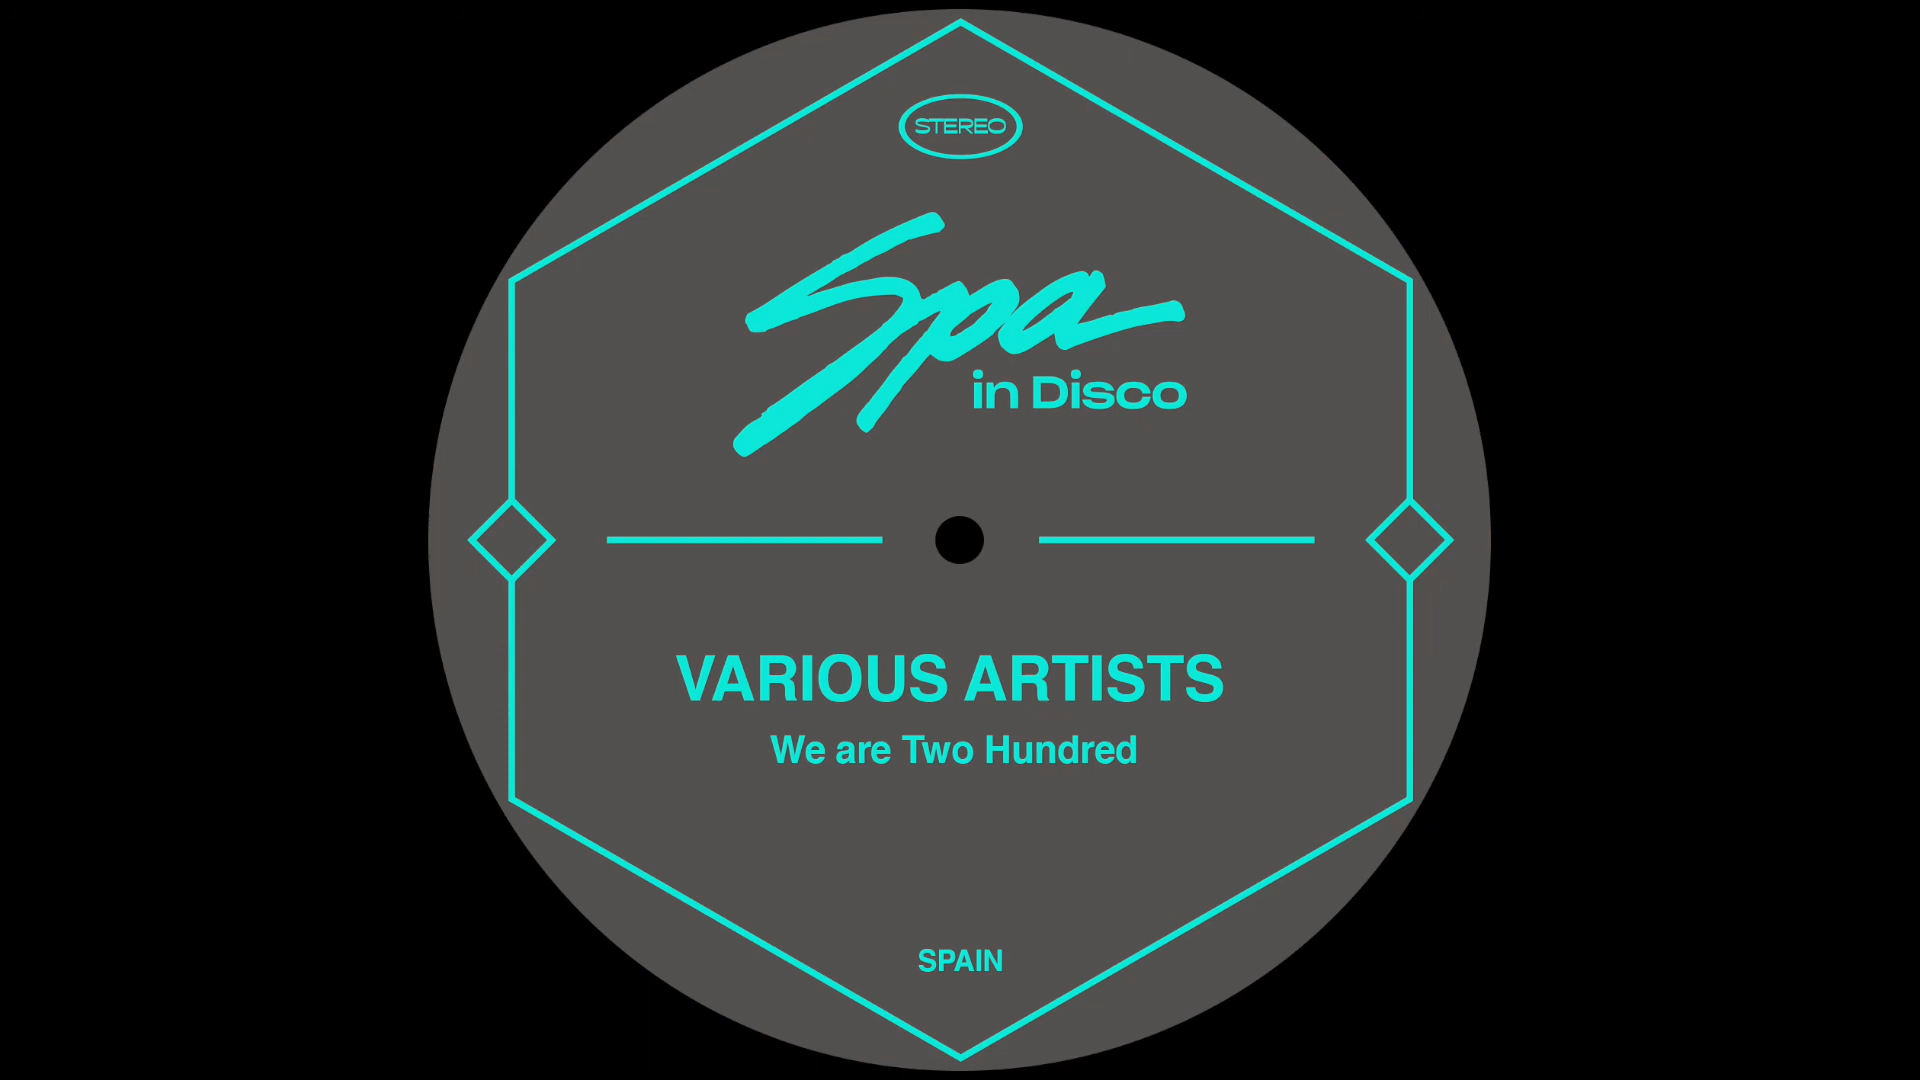 STEREO
Spa
in Disco
VARIOUS ARTISTS
We are Two Hundred
SPAIN